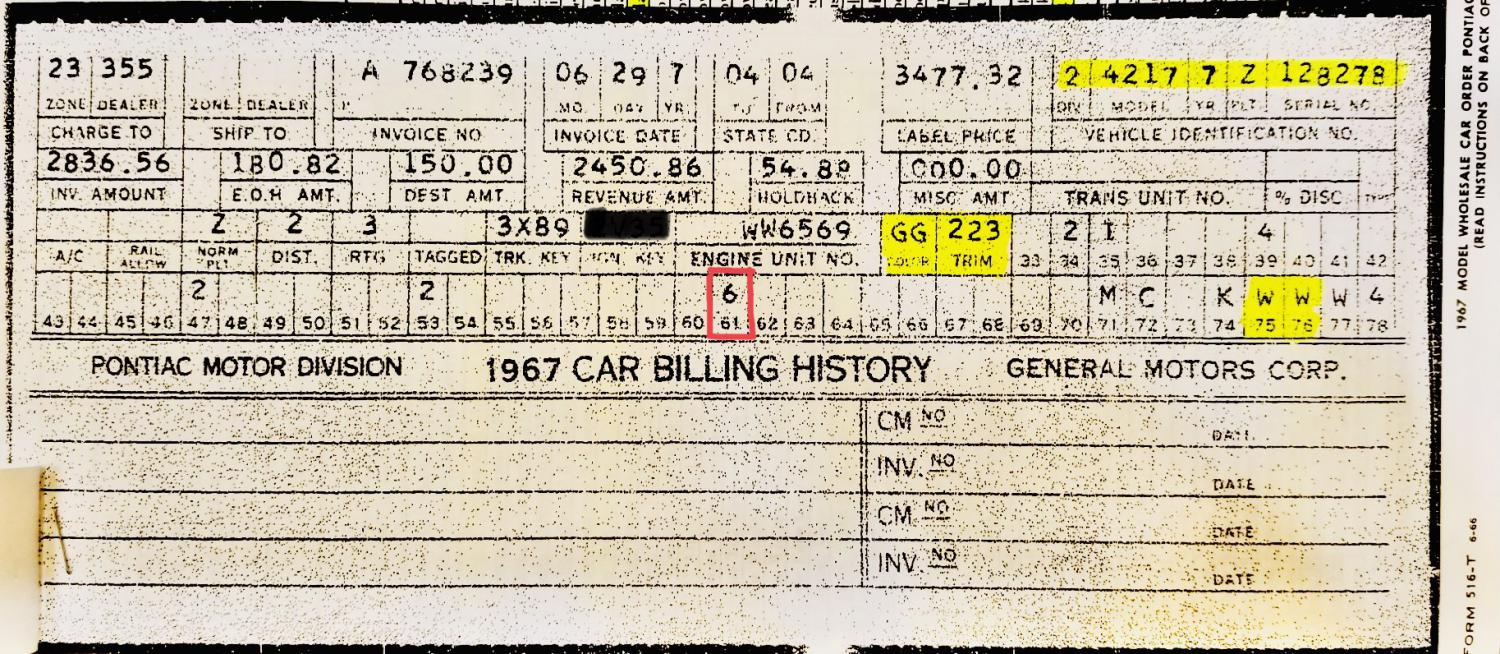 23 355 A 768239 06 29 7 04 04 3477.32 2 4217 7 Z 128278
ZONE DEALER ZONE DEALER MO. DAY YR. TO FROM DIV. MODEL YR. PLT. SERIAL NO.
CHARGE TO SHIP TO INVOICE NO INVOICE DATE STATE CD. LABEL PRICE VEHICLE IDENTIFICATION NO.
2836.56 180.82 150.00 2450.86 54.88 000.00
INV. AMOUNT E.O.H AMT. DEST AMT. REVENUE AMT. HOLDBACK MISC AMT. TRANS UNIT NO. % DISC
Z 2 3 3X89 WW6569 GG 223 2 I 4
A/C RAIL ALLOW NORM PLT. DIST. RTG TAGGED TRK. KEY IGN. KEY ENGINE UNIT NO. COLOR TRIM 33 34 35 36 37 38 39 40 41 42
2 2 6 M C K W W W 4
43 44 45 46 47 48 49 50 51 52 53 54 55 56 57 58 59 60 61 62 63 64 65 66 67 68 69 70 71 72 73 74 75 76 77 78
PONTIAC MOTOR DIVISION 1967 CAR BILLING HISTORY GENERAL MOTORS CORP.
CM NO DATE
INV. NO DATE
CM NO DATE
INV. NO DATE
1967 MODEL WHOLESALE CAR ORDER PONTIAC
(READ INSTRUCTIONS ON BACK OF
FORM 516-T 6-66